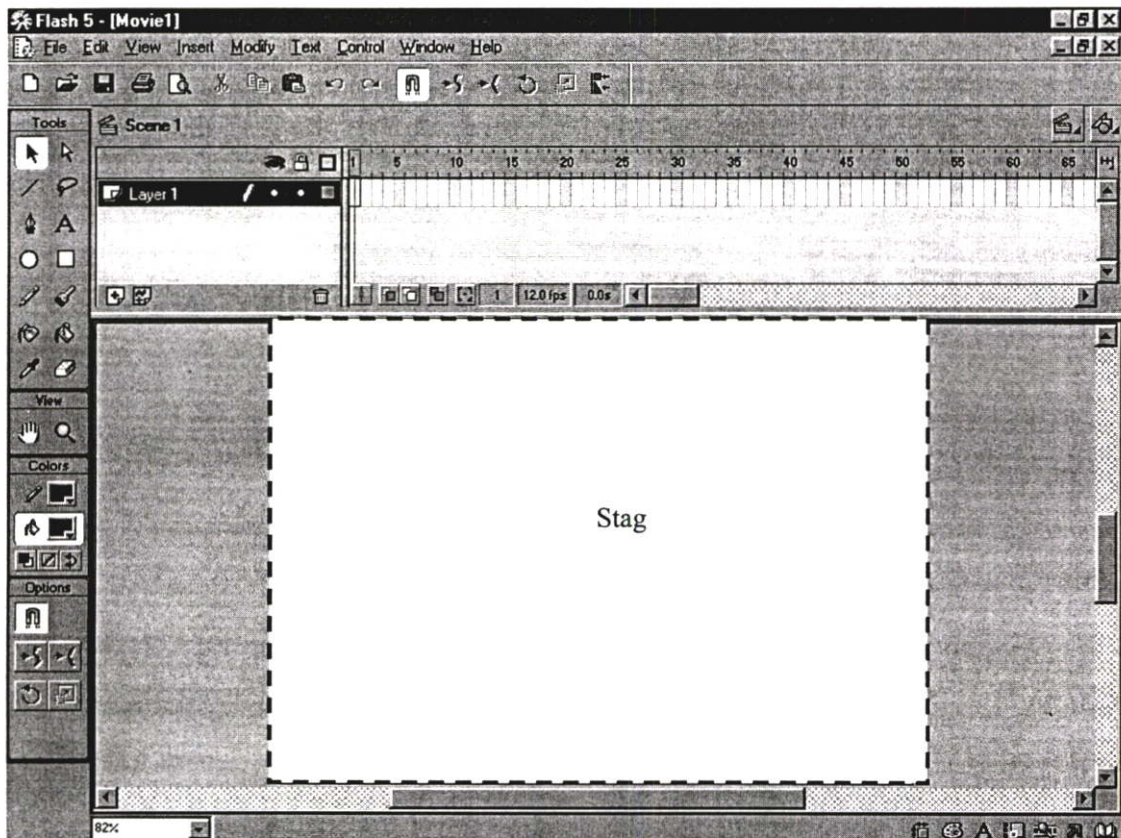 Flash 5 - [Movie1]
File Edit View Insert Modify Text Control Window Help
Tools
Scene 1
1 5 10 15 20 25 30 35 40 45 50 55 60 65
Layer 1
1 12.0 fps 0.0s
View
Colors
Stag
Options
82%